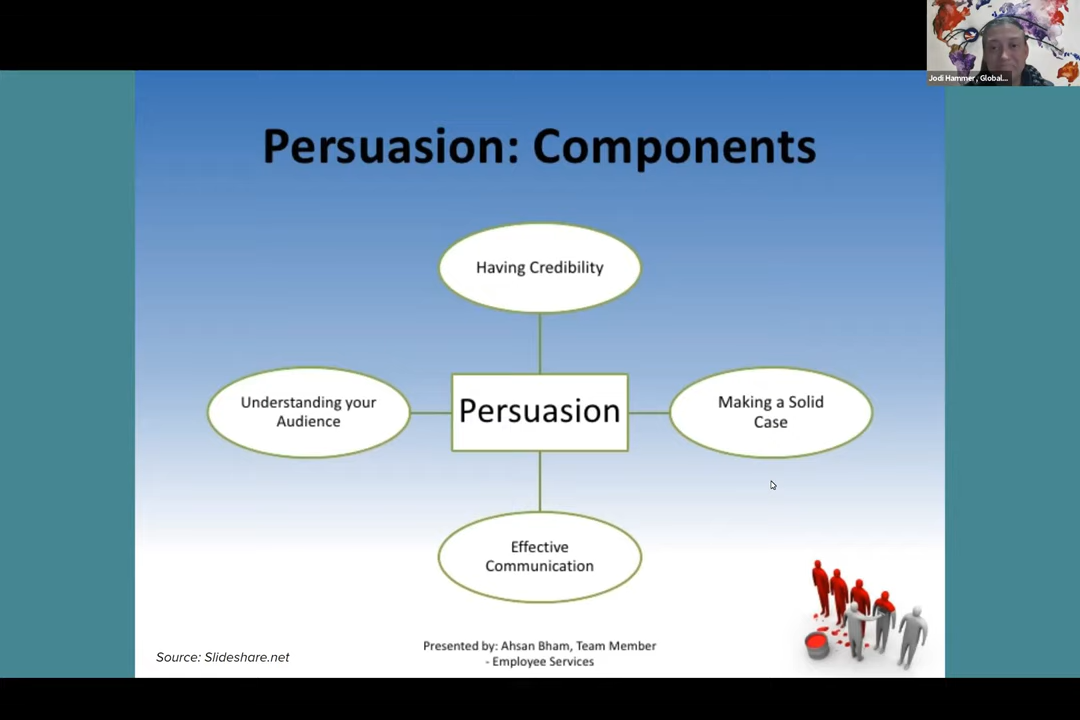 Jodi Hammer, Global...
Persuasion: Components
Having Credibility
Understanding your
Audience
Persuasion
Making a Solid
Case
Effective
Communication
Presented by: Ahsan Bham, Team Member
- Employee Services
Source: Slideshare.net